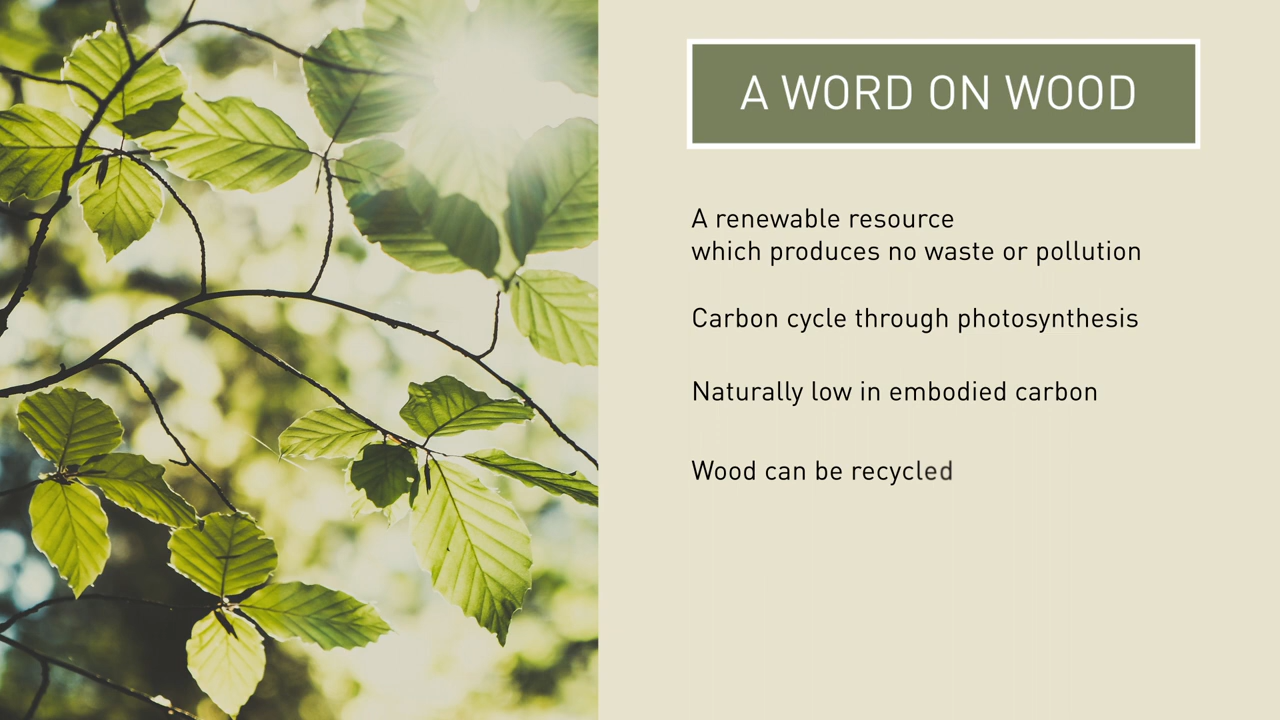 A WORD ON WOOD
A renewable resource
which produces no waste or pollution
Carbon cycle through photosynthesis
Naturally low in embodied carbon
Wood can be recycled